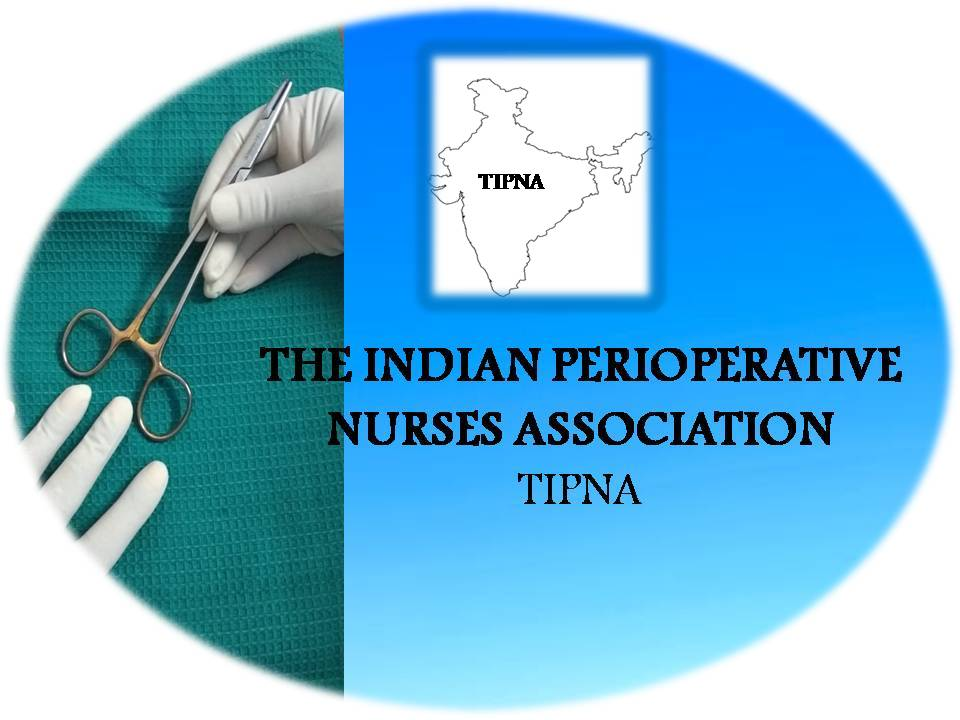 TIPNA
THE INDIAN PERIOPERATIVE
NURSES ASSOCIATION
TIPNA